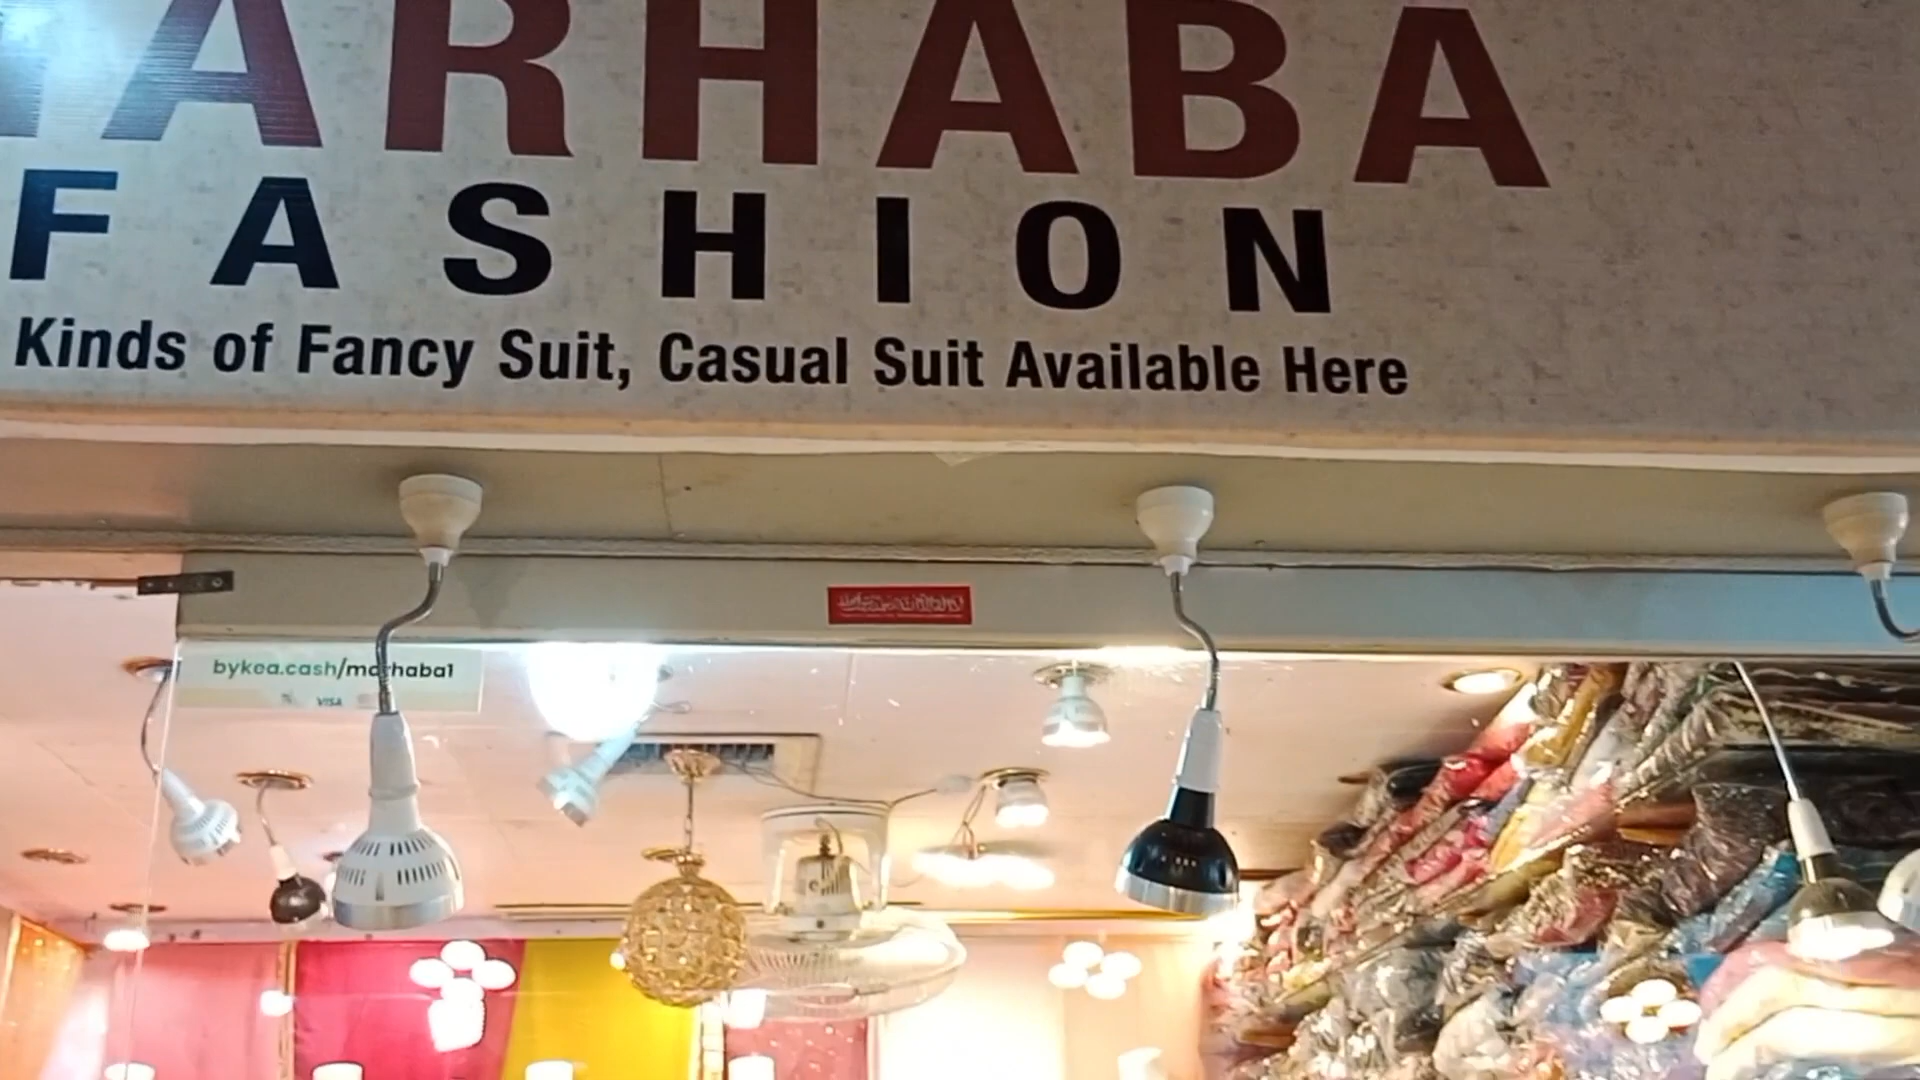 ARHABA
FASHION
Kinds of Fancy Suit, Casual Suit Available Here
bykea.cash/marhaba1
VISA